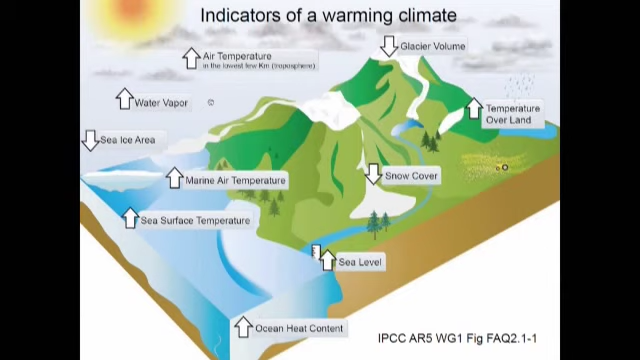 Indicators of a warming climate
Glacier Volume
Air Temperature
in the lowest few Km (troposphere)
Water Vapor
Temperature
Over Land
Sea Ice Area
Marine Air Temperature
Snow Cover
Sea Surface Temperature
Sea Level
Ocean Heat Content
IPCC AR5 WG1 Fig FAQ2.1-1